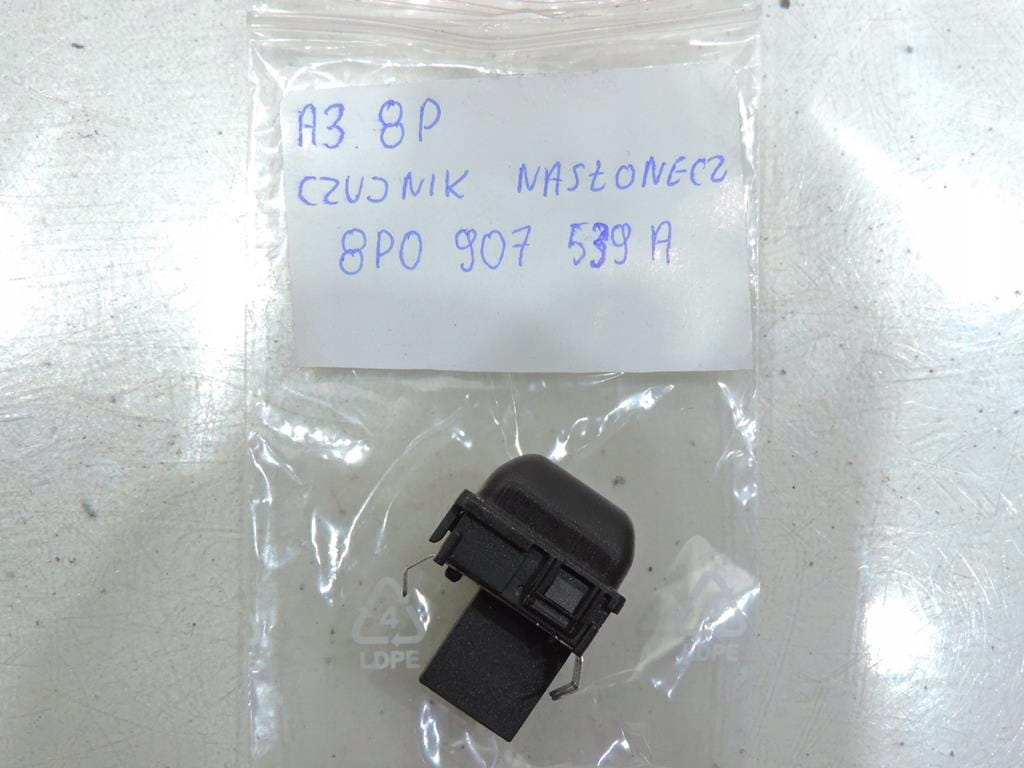 A3 8P
CZUJNIK NASŁONECZ
8P0 907 539 A
4
LDPE
LDPE